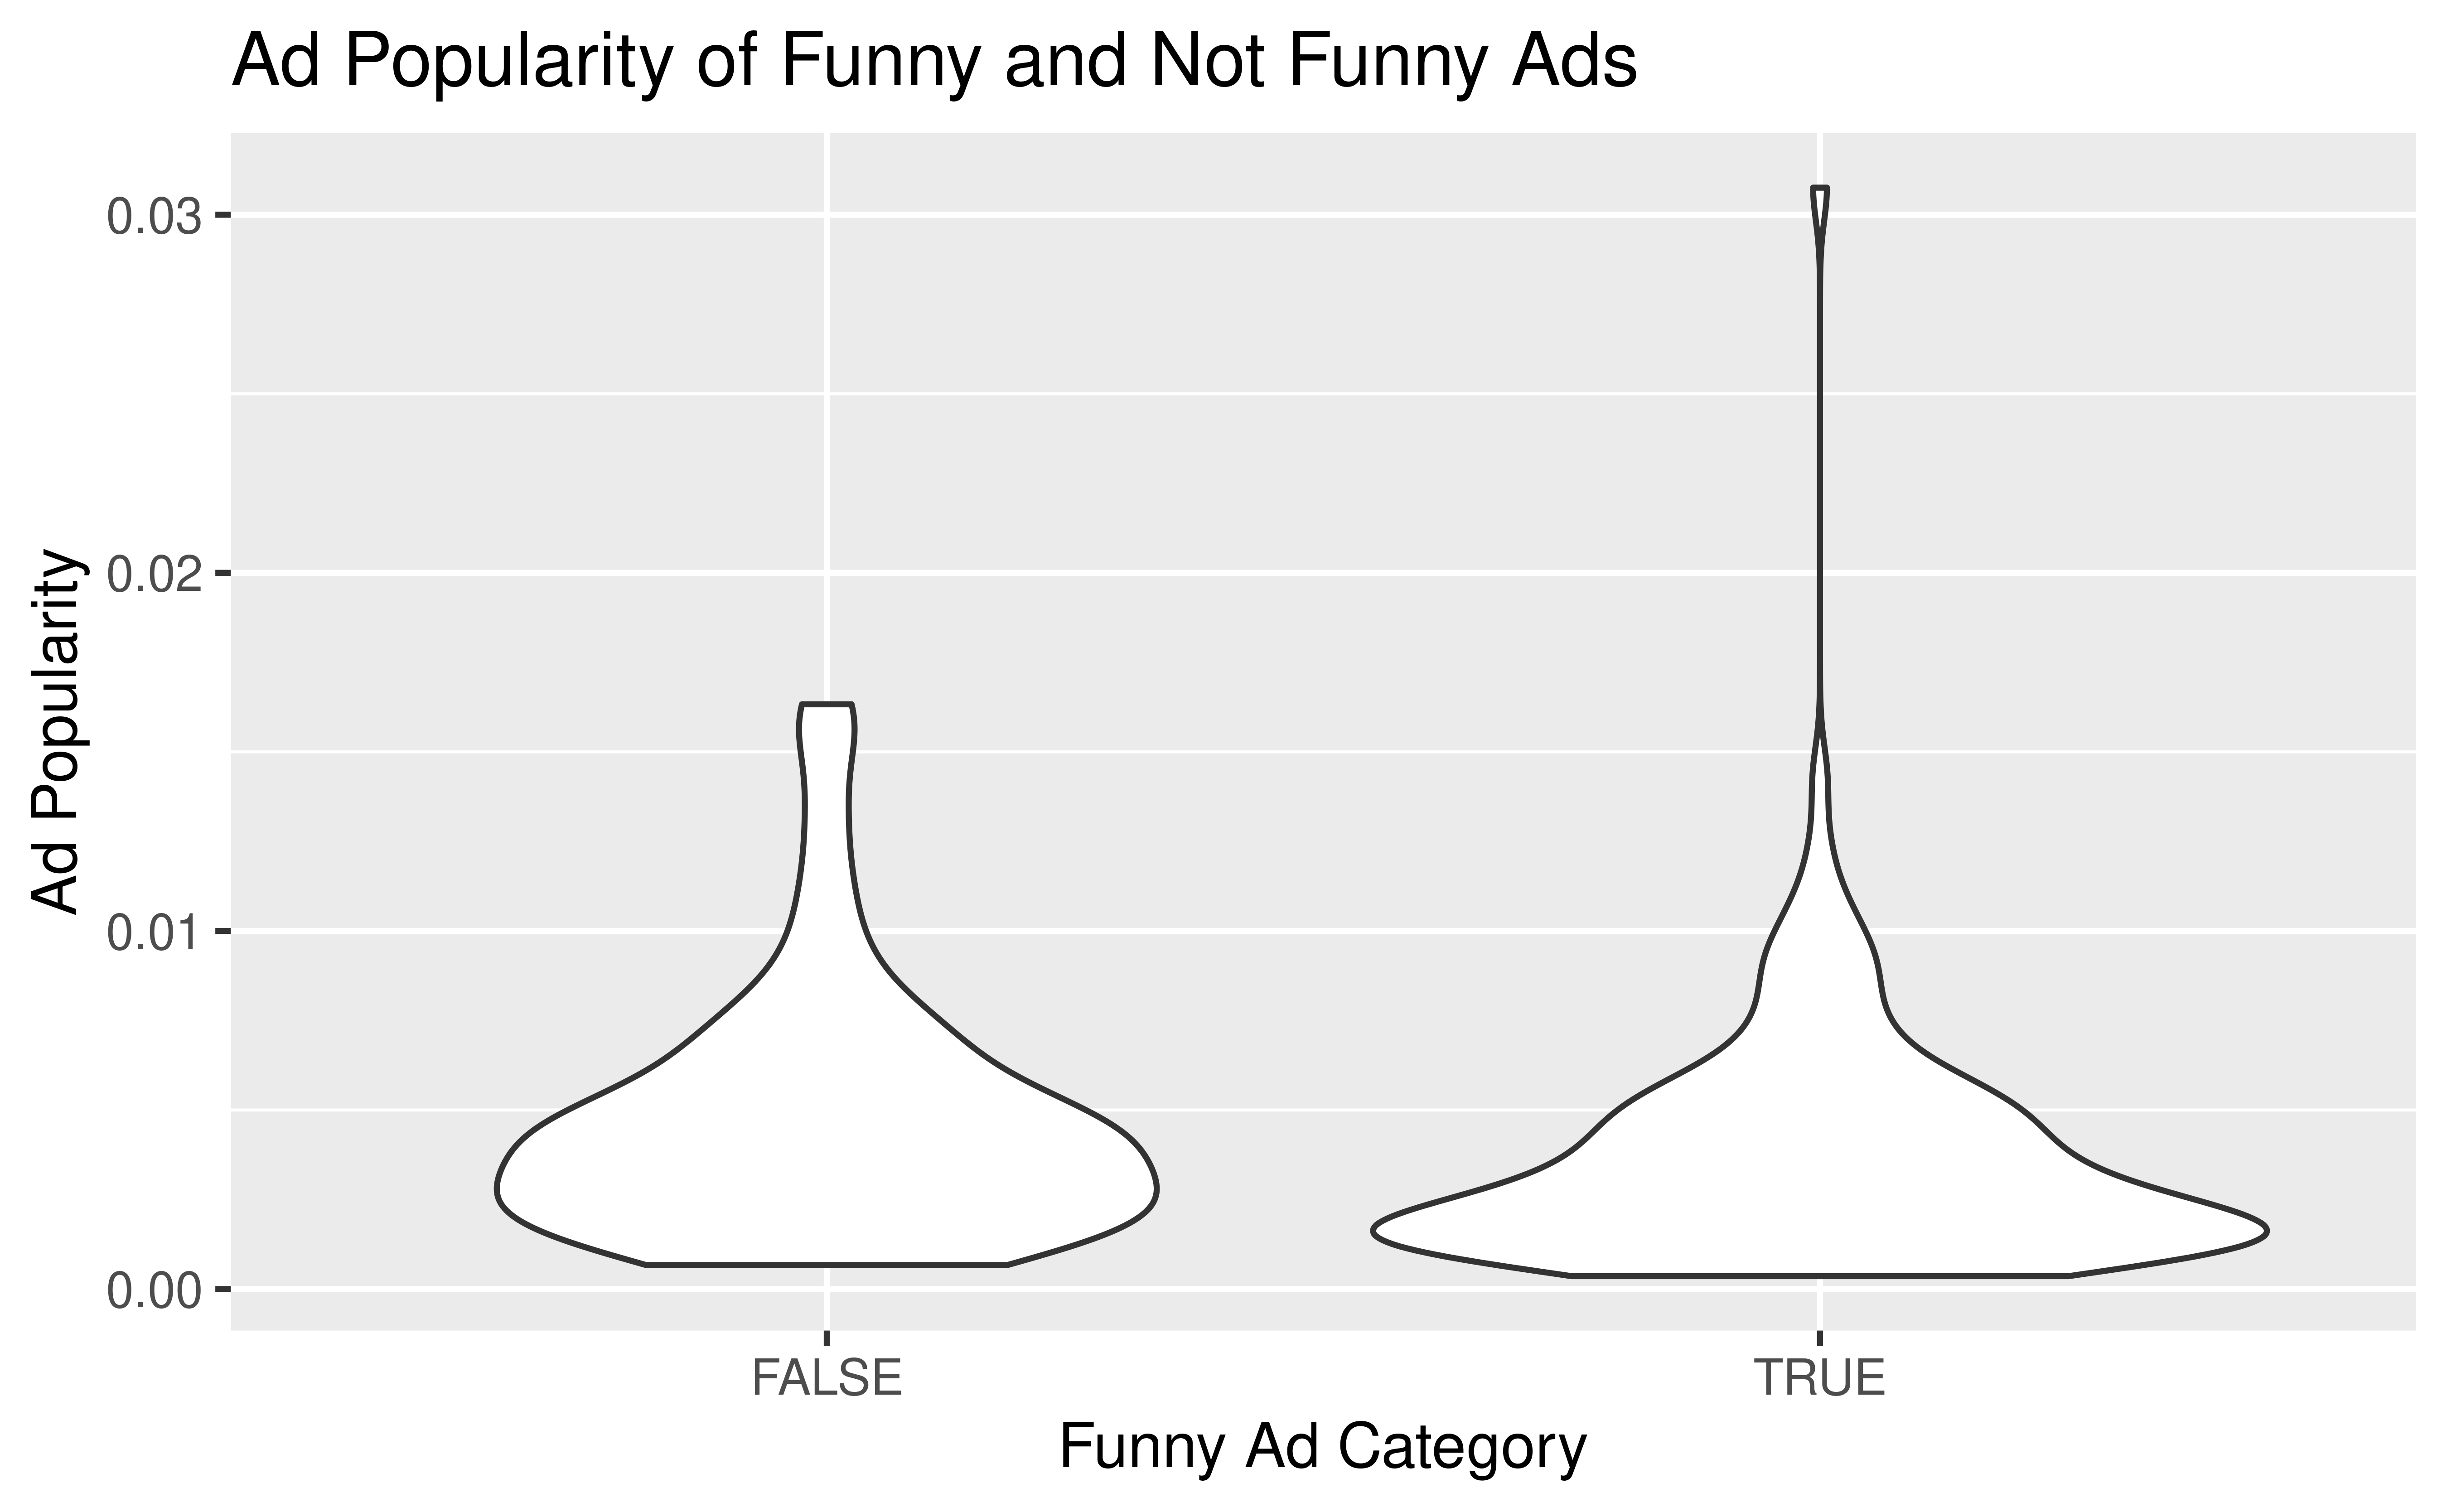 Ad Popularity of Funny and Not Funny Ads
Ad Popularity
0.03
0.02
0.01
0.00
FALSE TRUE
Funny Ad Category